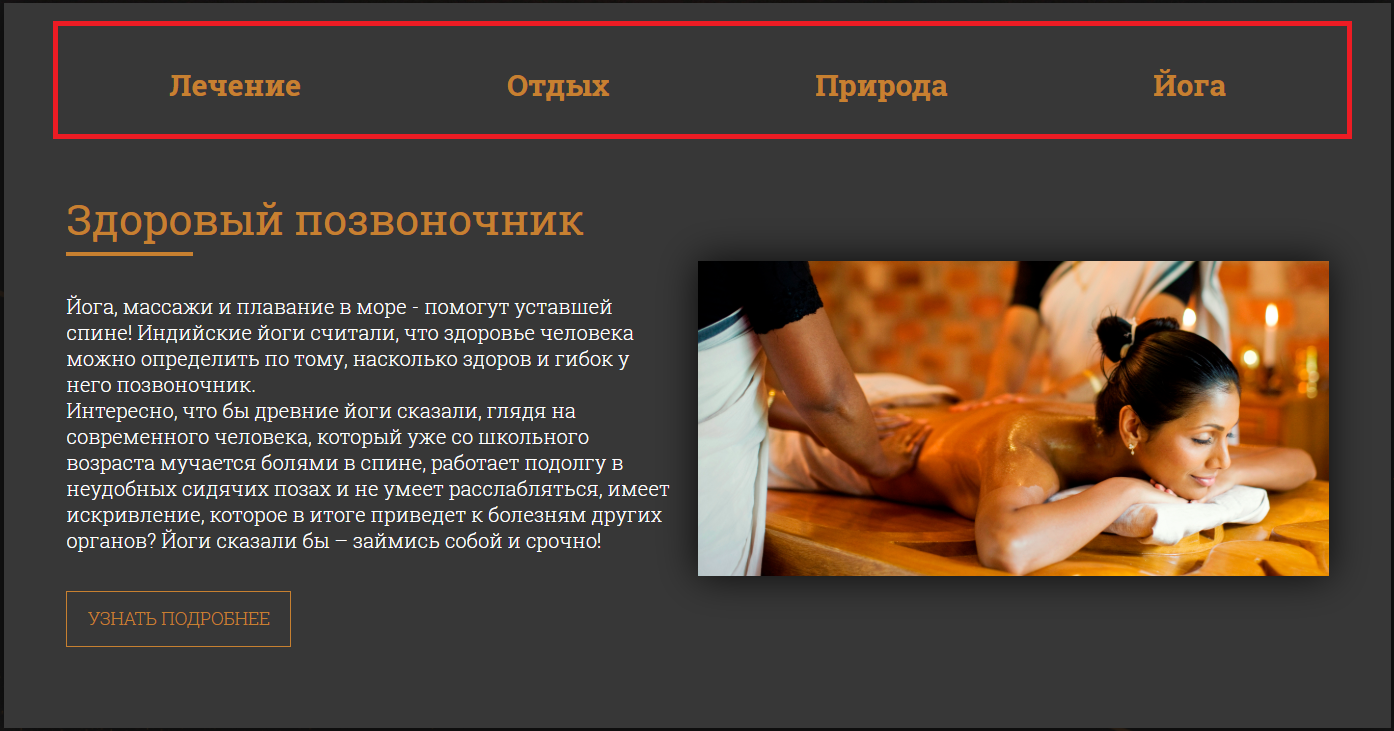 Лечение Отдых Природа Йога
Здоровый позвоночник
Йога, массажи и плавание в море - помогут уставшей
спине! Индийские йоги считали, что здоровье человека
можно определить по тому, насколько здоров и гибок у
него позвоночник.
Интересно, что бы древние йоги сказали, глядя на
современного человека, который уже со школьного
возраста мучается болями в спине, работает подолгу в
неудобных сидячих позах и не умеет расслабляться, имеет
искривление, которое в итоге приведет к болезням других
органов? Йоги сказали бы – займись собой и срочно!
УЗНАТЬ ПОДРОБНЕЕ